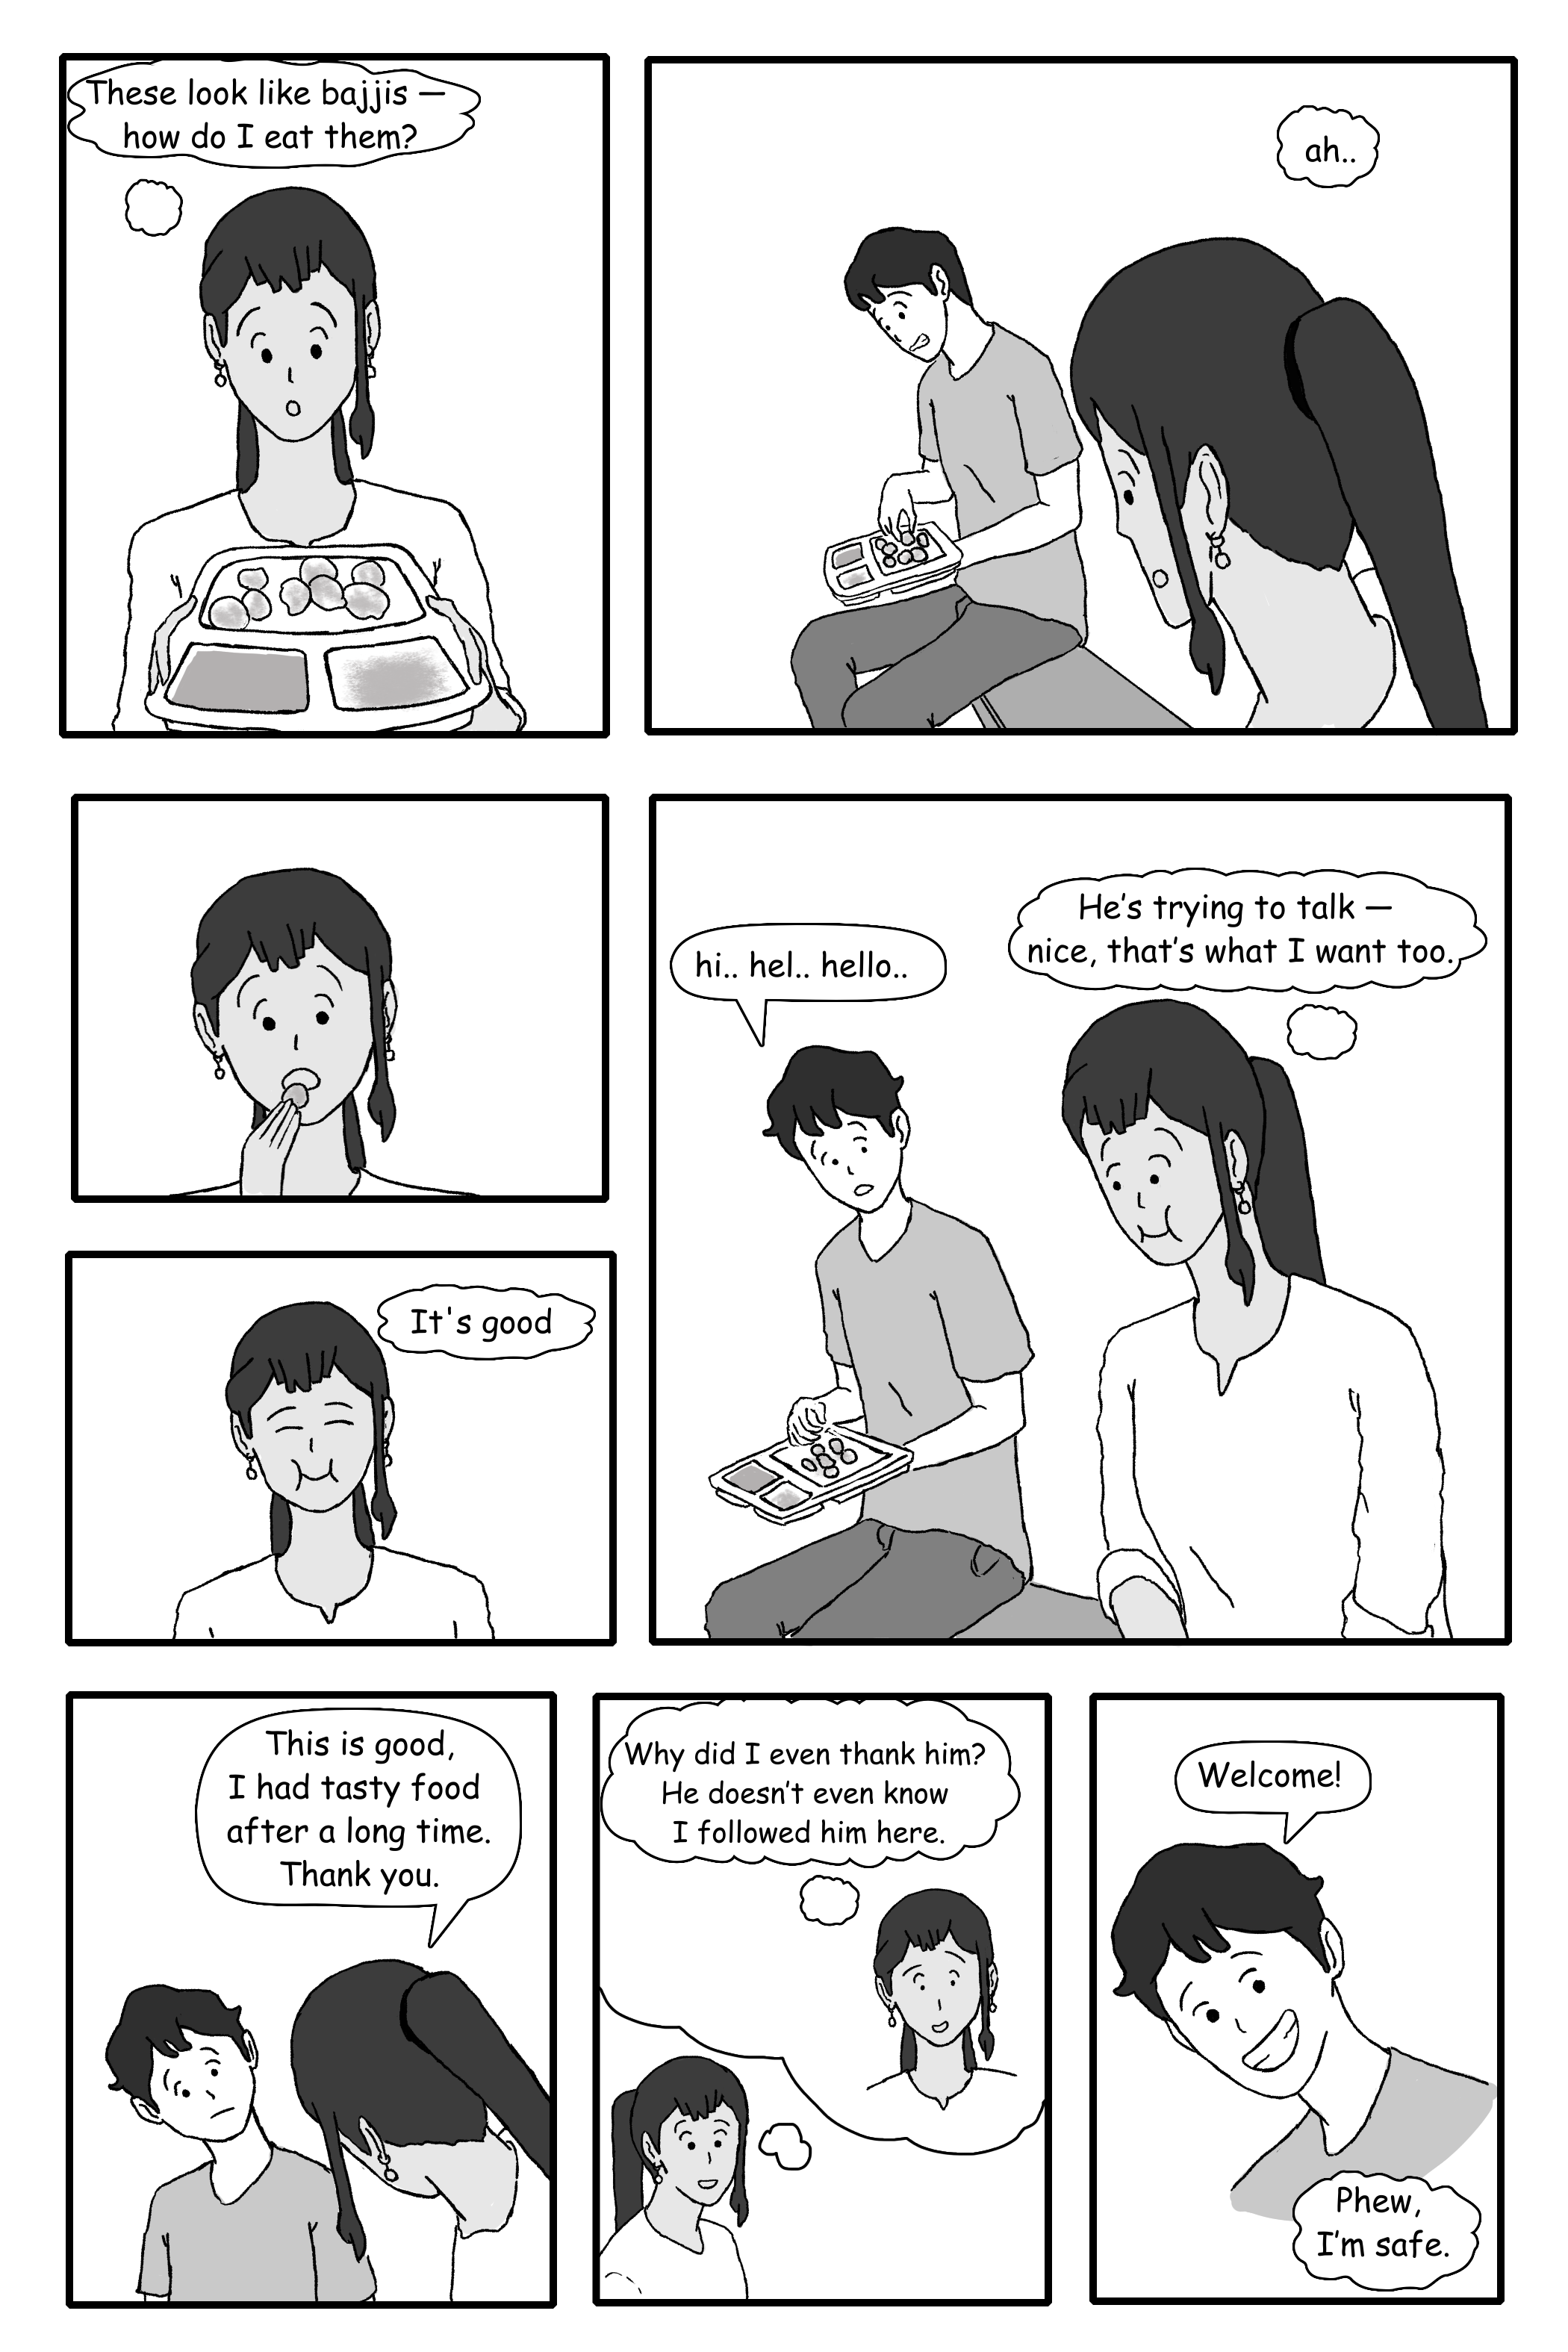 These look like bajjis —
how do I eat them?
ah..
It's good
hi.. hel.. hello..
He's trying to talk —
nice, that's what I want too.
This is good,
I had tasty food
after a long time.
Thank you.
Why did I even thank him?
He doesn't even know
I followed him here.
Welcome!
Phew,
I'm safe.